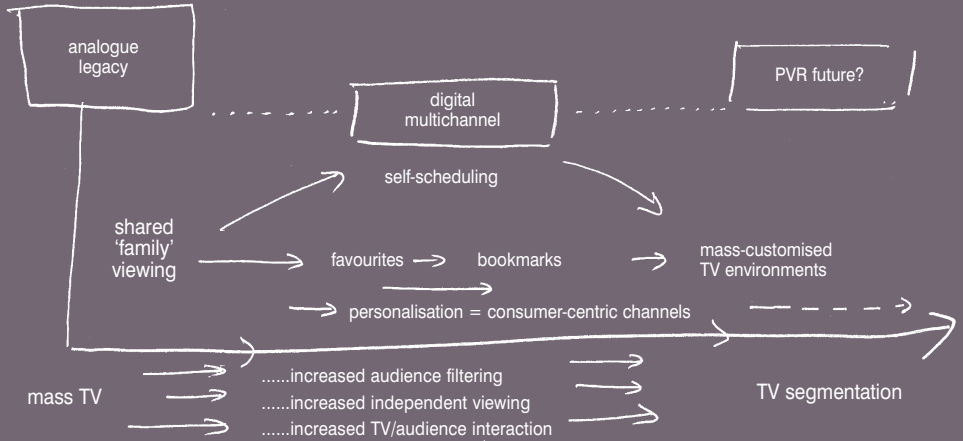 analogue
legacy
PVR future?
digital
multichannel
self-scheduling
shared
‘family’
viewing
favourites
bookmarks
mass-customised
TV environments
personalisation = consumer-centric channels
mass TV
......increased audience filtering
......increased independent viewing
......increased TV/audience interaction
TV segmentation